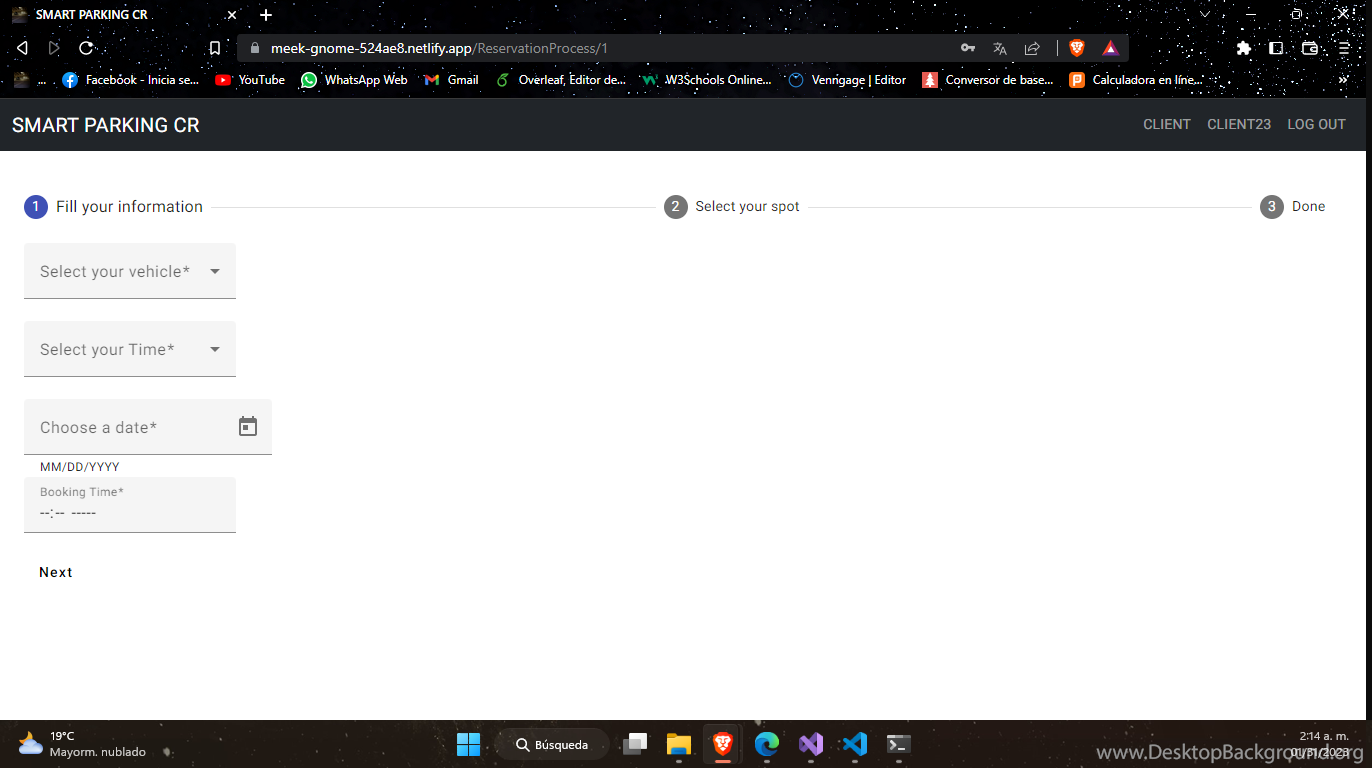 SMART PARKING CR
meek-gnome-524ae8.netlify.app/ReservationProcess/1
... Facebook - Inicia se... YouTube WhatsApp Web Gmail Overleaf, Editor de... W3Schools Online... Venngage | Editor Conversor de base... Calculadora en líne...
SMART PARKING CR CLIENT CLIENT23 LOG OUT
1 Fill your information 2 Select your spot 3 Done
Select your vehicle*
Select your Time*
Choose a date*
MM/DD/YYYY
Booking Time*
--:-- -----
Next
19°C
Mayorm. nublado
Búsqueda
2:14 a. m.
01/31/2023
www.DesktopBackground.org